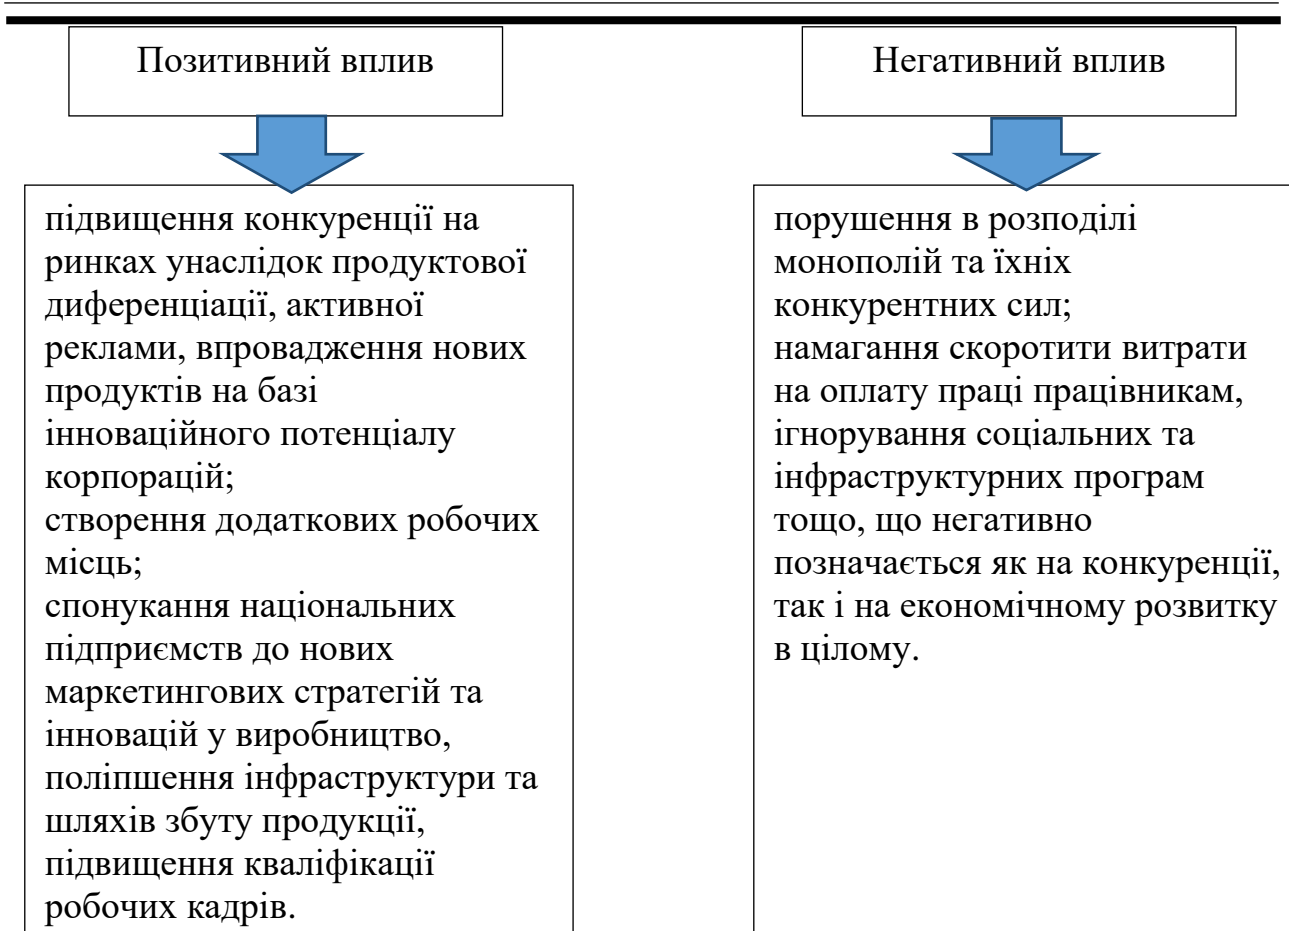 Позитивний вплив
підвищення конкуренції на
ринках унаслідок продуктової
диференціації, активної
реклами, впровадження нових
продуктів на базі
інноваційного потенціалу
корпорацій;
створення додаткових робочих
місць;
спонукання національних
підприємств до нових
маркетингових стратегій та
інновацій у виробництво,
поліпшення інфраструктури та
шляхів збуту продукції,
підвищення кваліфікації
робочих кадрів.
Негативний вплив
порушення в розподілі
монополій та їхніх
конкурентних сил;
намагання скоротити витрати
на оплату праці працівникам,
ігнорування соціальних та
інфраструктурних програм
тощо, що негативно
позначається як на конкуренції,
так і на економічному розвитку
в цілому.